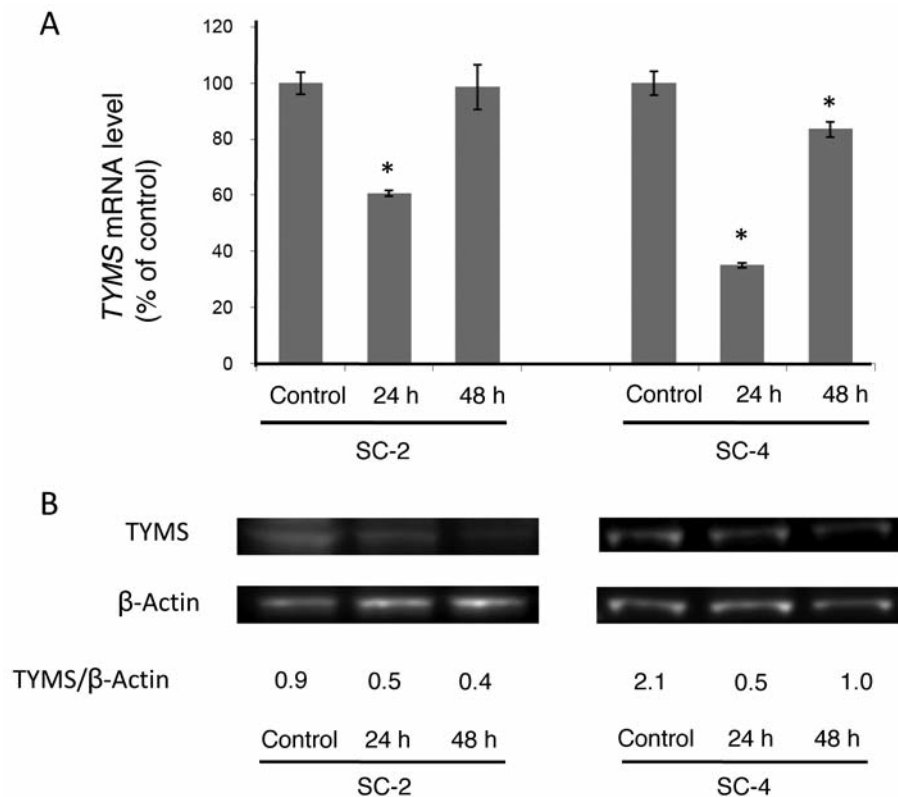 A
TYMS mRNA level
(% of control)
120
100
80
60
40
20
0
*
*
*
Control 24 h 48 h Control 24 h 48 h
SC-2 SC-4
B
TYMS
β-Actin
TYMS/β-Actin 0.9 0.5 0.4 2.1 0.5 1.0
Control 24 h 48 h Control 24 h 48 h
SC-2 SC-4